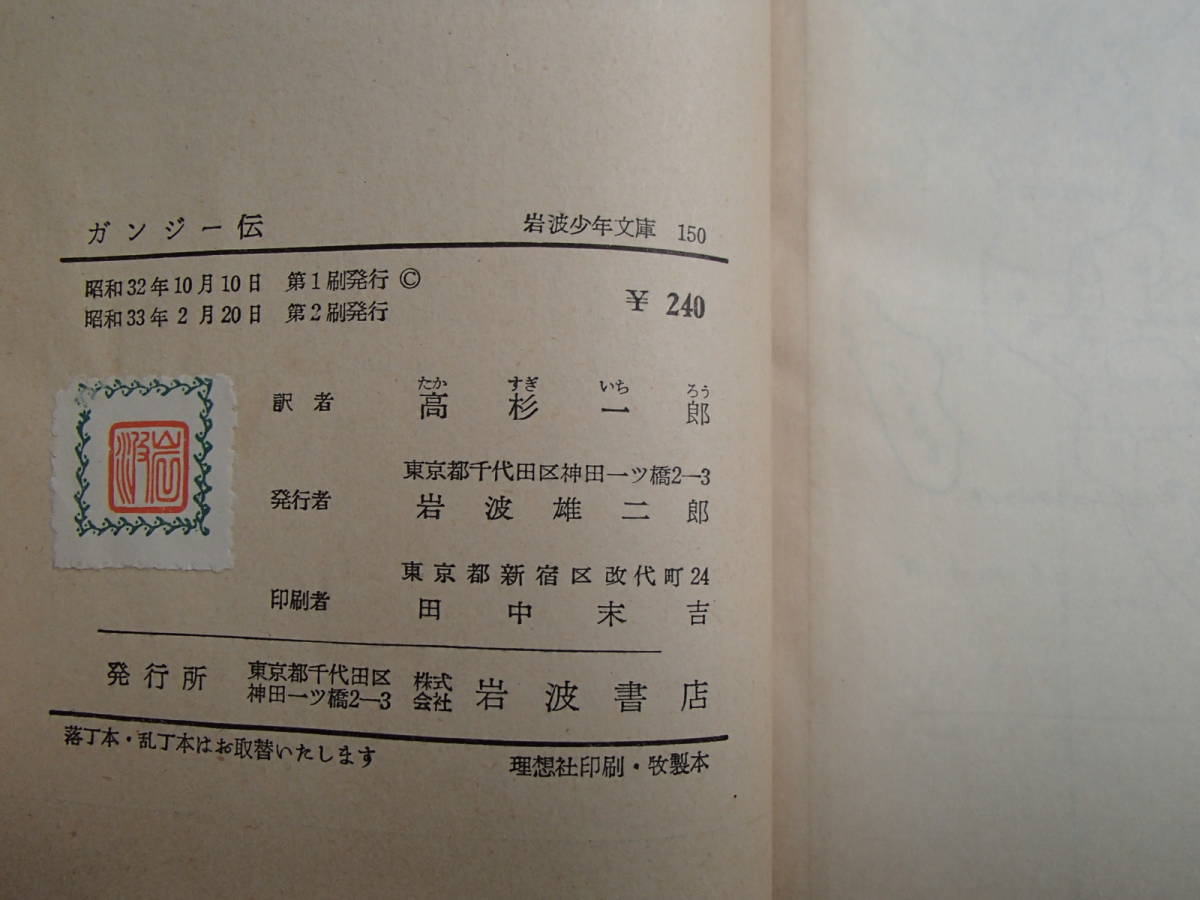 ガンジー伝　岩波少年文庫 150
昭和32年10月10日　第1刷発行 ©
昭和33年2月20日　第2刷発行
¥ 240
たか　すぎ　いち　ろう
訳者　高杉一郎
東京都千代田区神田一ツ橋2—3
発行者　岩波雄二郎
東京都新宿区改代町24
印刷者　田中末吉
発行所　東京都千代田区神田一ツ橋2—3　株式会社　岩波書店
落丁本・乱丁本はお取替いたします
理想社印刷・牧製本
岩波